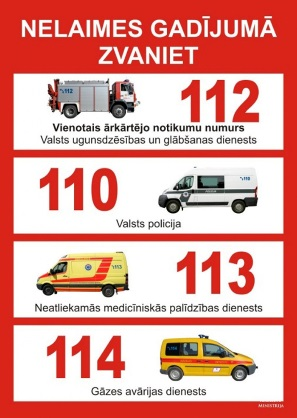 NELAIMES GADĪJUMĀ
ZVANIET
112
Vienotais ārkārtējo notikumu numurs
Valsts ugunsdzēsības un glābšanas dienests
110
Valsts policija
113
Neatliekamās medicīniskās palīdzības dienests
114
Gāzes avārijas dienests